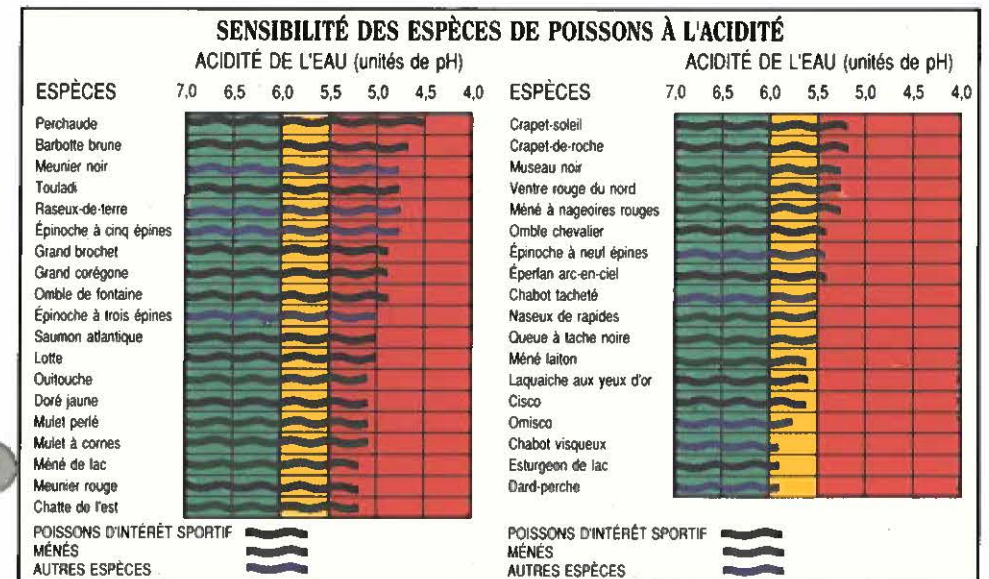 SENSIBILITÉ DES ESPÈCES DE POISSONS À L'ACIDITÉ
ACIDITÉ DE L'EAU (unités de pH)
ESPÈCES 7,0 6,5 6,0 5,5 5,0 4,5 4,0
Perchaude
Barbotte brune
Meunier noir
Touladi
Raseux-de-terre
Épinoche à cinq épines
Grand brochet
Grand corégone
Omble de fontaine
Épinoche à trois épines
Saumon atlantique
Lotte
Ouitouche
Doré jaune
Mulet perlé
Mulet à cornes
Méné de lac
Meunier rouge
Chatte de l'est
POISSONS D'INTÉRÊT SPORTIF
MÉNÉS
AUTRES ESPÈCES
ACIDITÉ DE L'EAU (unités de pH)
ESPÈCES 7,0 6,5 6,0 5,5 5,0 4,5 4,0
Crapet-soleil
Crapet-de-roche
Museau noir
Ventre rouge du nord
Méné à nageoires rouges
Omble chevalier
Épinoche à neuf épines
Éperlan arc-en-ciel
Chabot tacheté
Naseux de rapides
Queue à tache noire
Méné laiton
Laquaiche aux yeux d'or
Cisco
Omisco
Chabot visqueux
Esturgeon de lac
Dard-perche
POISSONS D'INTÉRÊT SPORTIF
MÉNÉS
AUTRES ESPÈCES